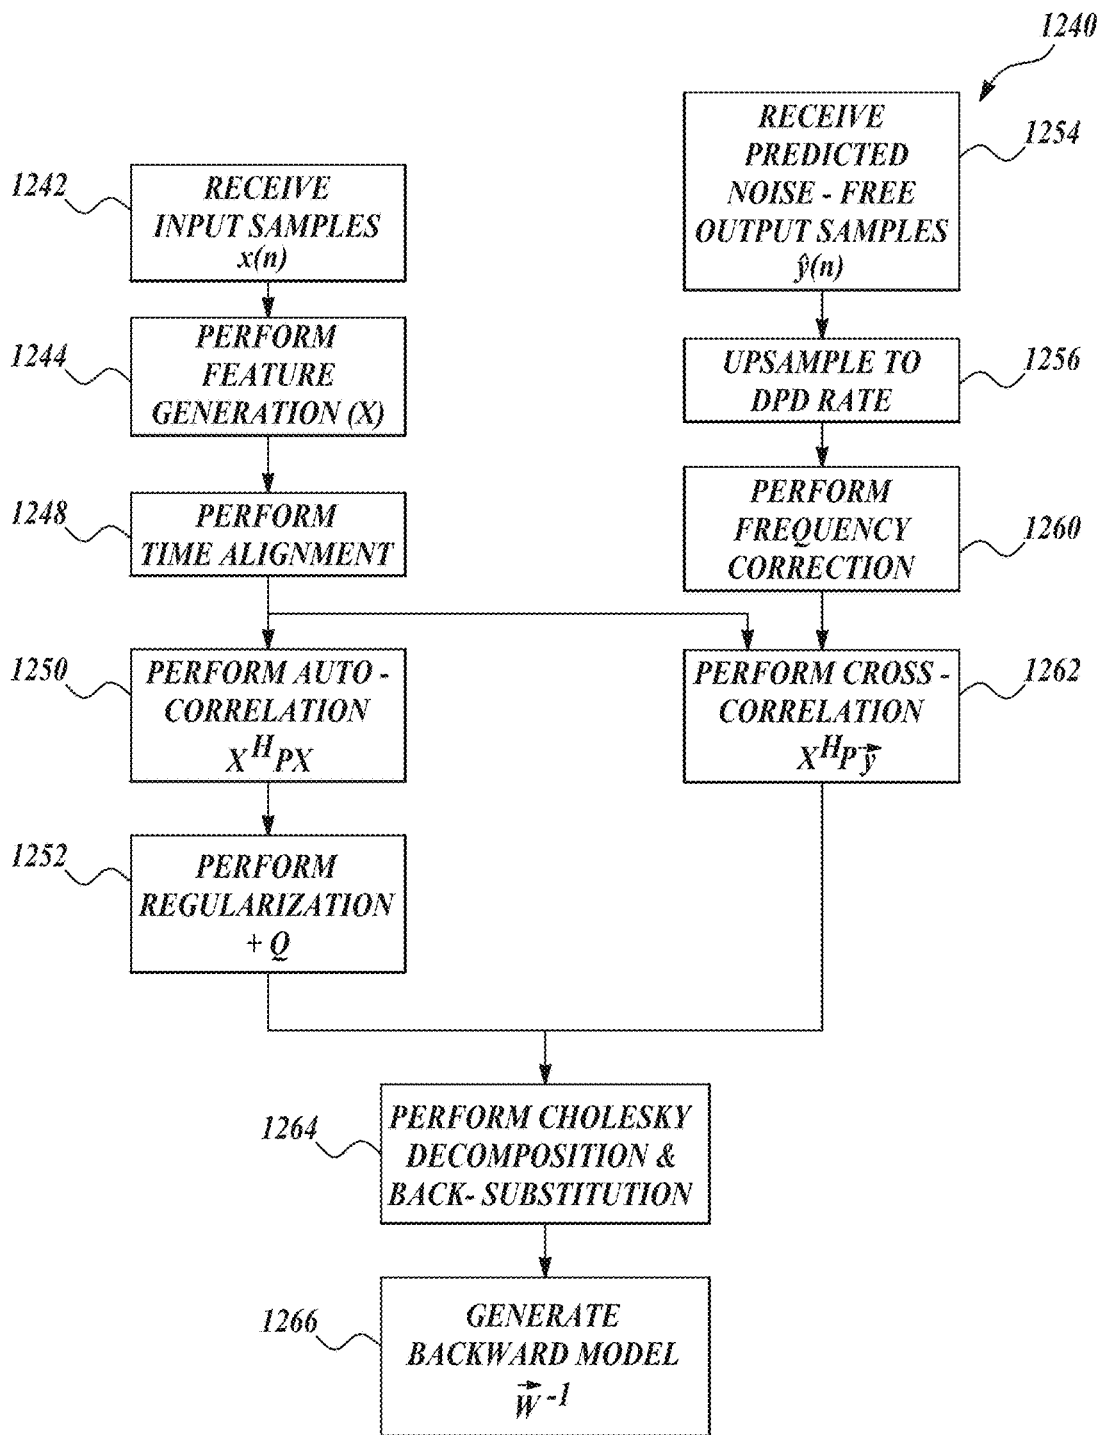 1240
1254
RECEIVE
PREDICTED
NOISE - FREE
OUTPUT SAMPLES
ŷ(n)
1242
RECEIVE
INPUT SAMPLES
x(n)
1244
PERFORM
FEATURE
GENERATION (X)
1256
UPSAMPLE TO
DPD RATE
1248
PERFORM
TIME ALIGNMENT
1260
PERFORM
FREQUENCY
CORRECTION
1250
PERFORM AUTO -
CORRELATION
X^H PX
1262
PERFORM CROSS -
CORRELATION
X^H P y⃗
1252
PERFORM
REGULARIZATION
+ Q
1264
PERFORM CHOLESKY
DECOMPOSITION &
BACK- SUBSTITUTION
1266
GENERATE
BACKWARD MODEL
W⃗ -1